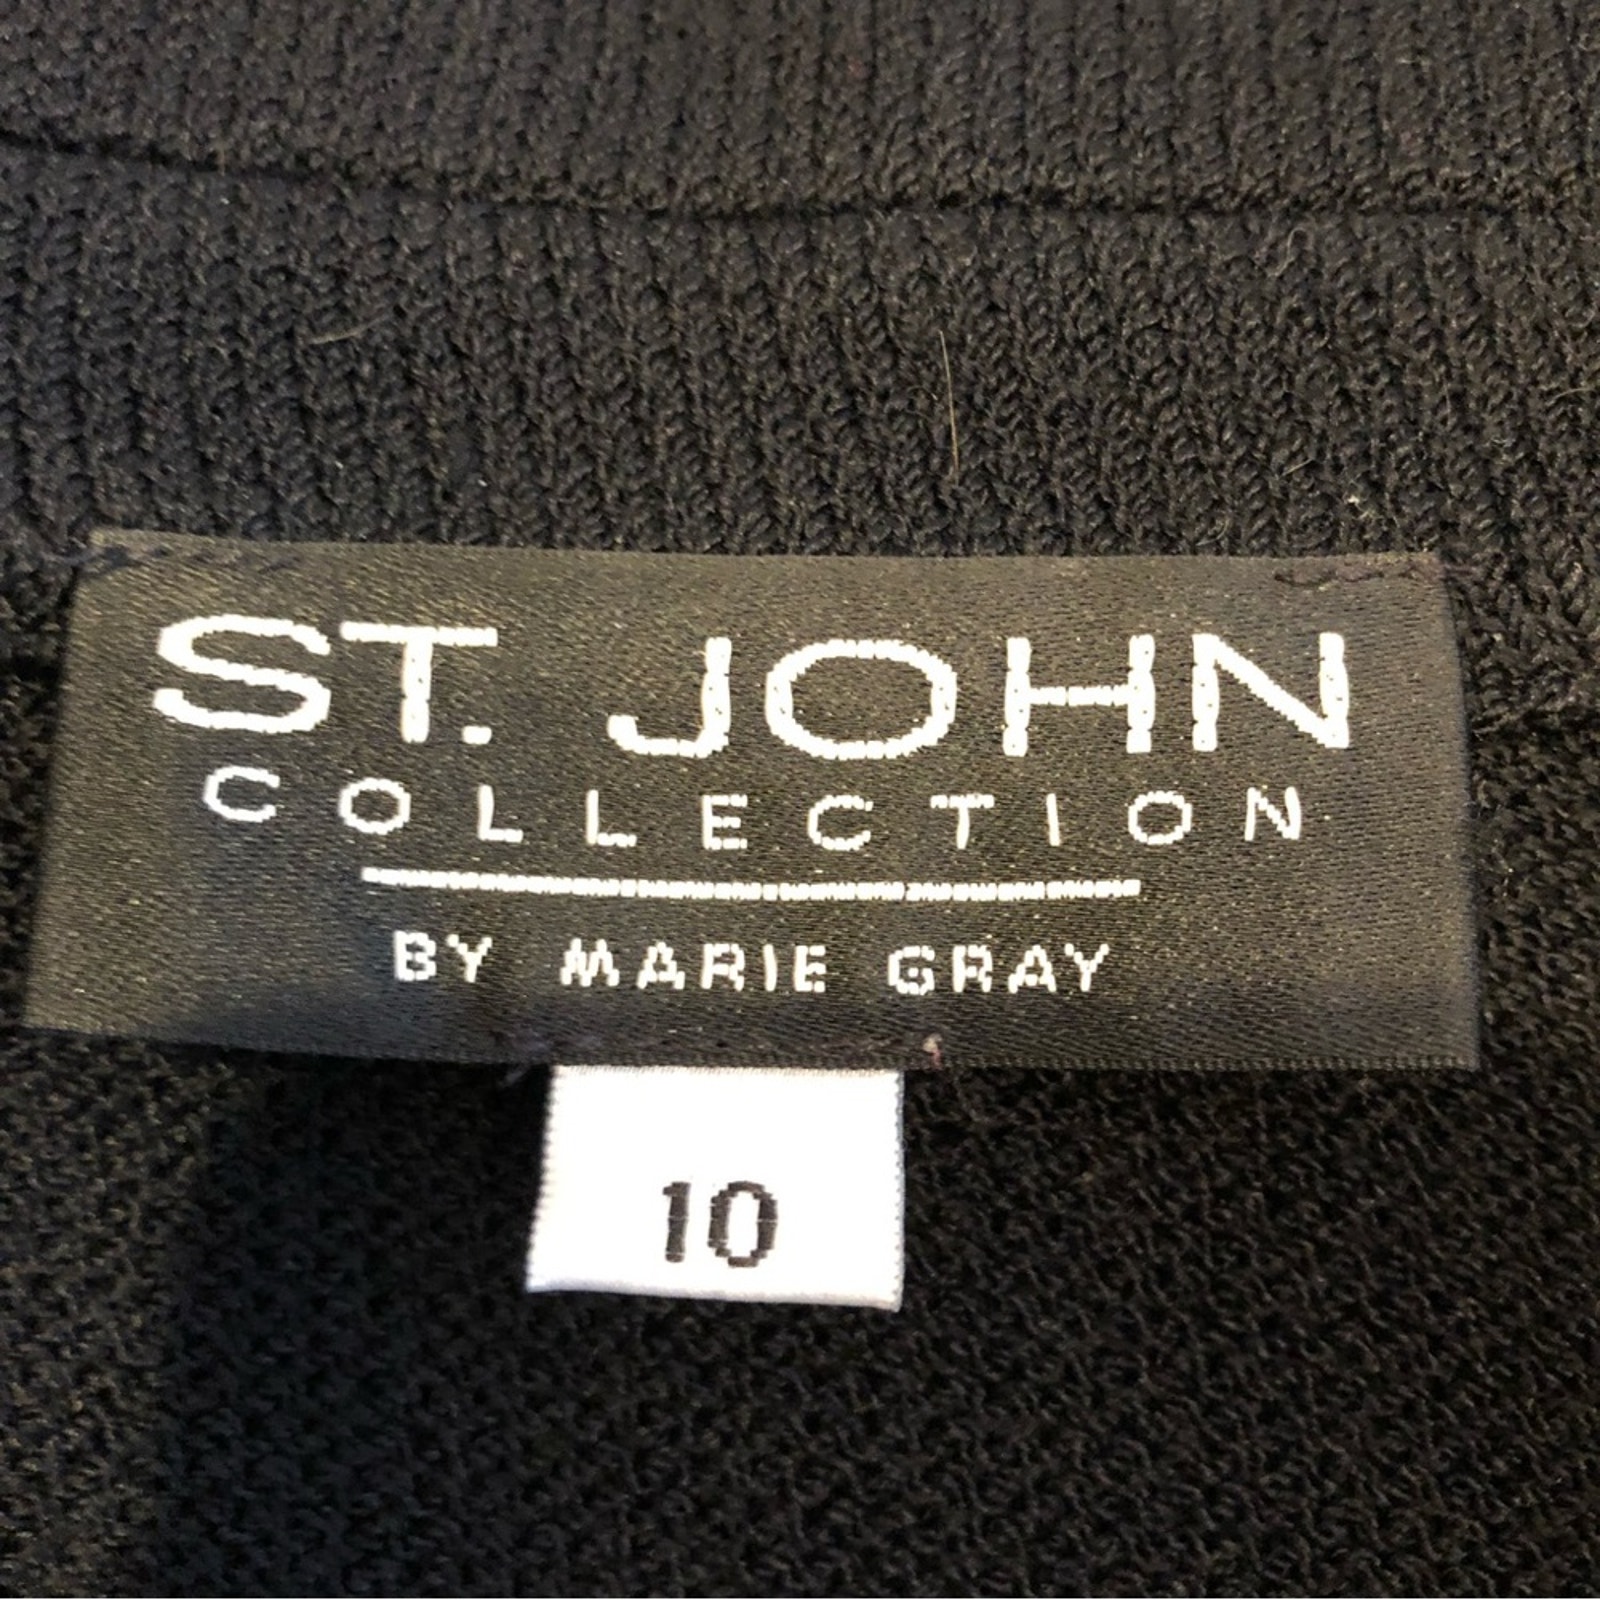 ST. JOHN
COLLECTION
BY MARIE GRAY
10